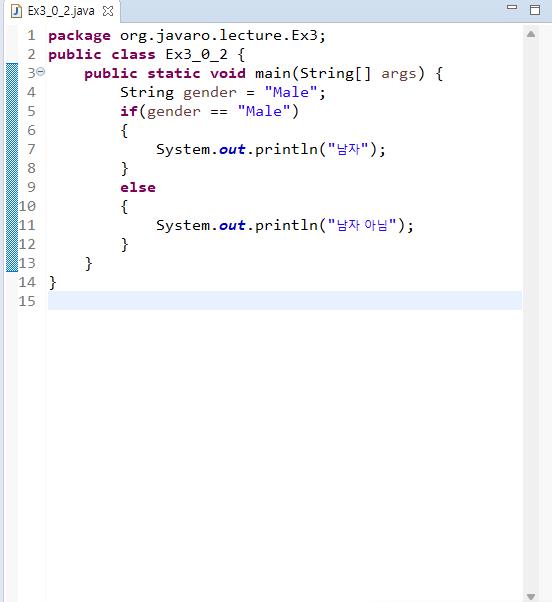 Ex3_0_2.java
1 package org.javaro.lecture.Ex3;
2 public class Ex3_0_2 {
3 public static void main(String[] args) {
4 String gender = "Male";
5 if(gender == "Male")
6 {
7 System.out.println("남자");
8 }
9 else
10 {
11 System.out.println("남자 아님");
12 }
13 }
14 }
15